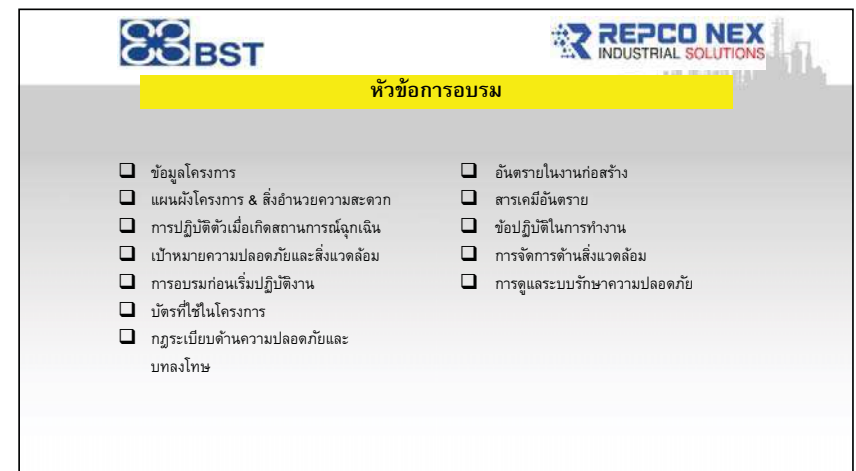 BST
REPCO NEX
INDUSTRIAL SOLUTIONS
หัวข้อการอบรม
ข้อมูลโครงการ
แผนผังโครงการ & สิ่งอำนวยความสะดวก
การปฏิบัติตัวเมื่อเกิดสถานการณ์ฉุกเฉิน
เป้าหมายความปลอดภัยและสิ่งแวดล้อม
การอบรมก่อนเริ่มปฏิบัติงาน
บัตรที่ใช้ในโครงการ
กฎระเบียบด้านความปลอดภัยและ
บทลงโทษ
อันตรายในงานก่อสร้าง
สารเคมีอันตราย
ข้อปฏิบัติในการทำงาน
การจัดการด้านสิ่งแวดล้อม
การดูแลระบบรักษาความปลอดภัย